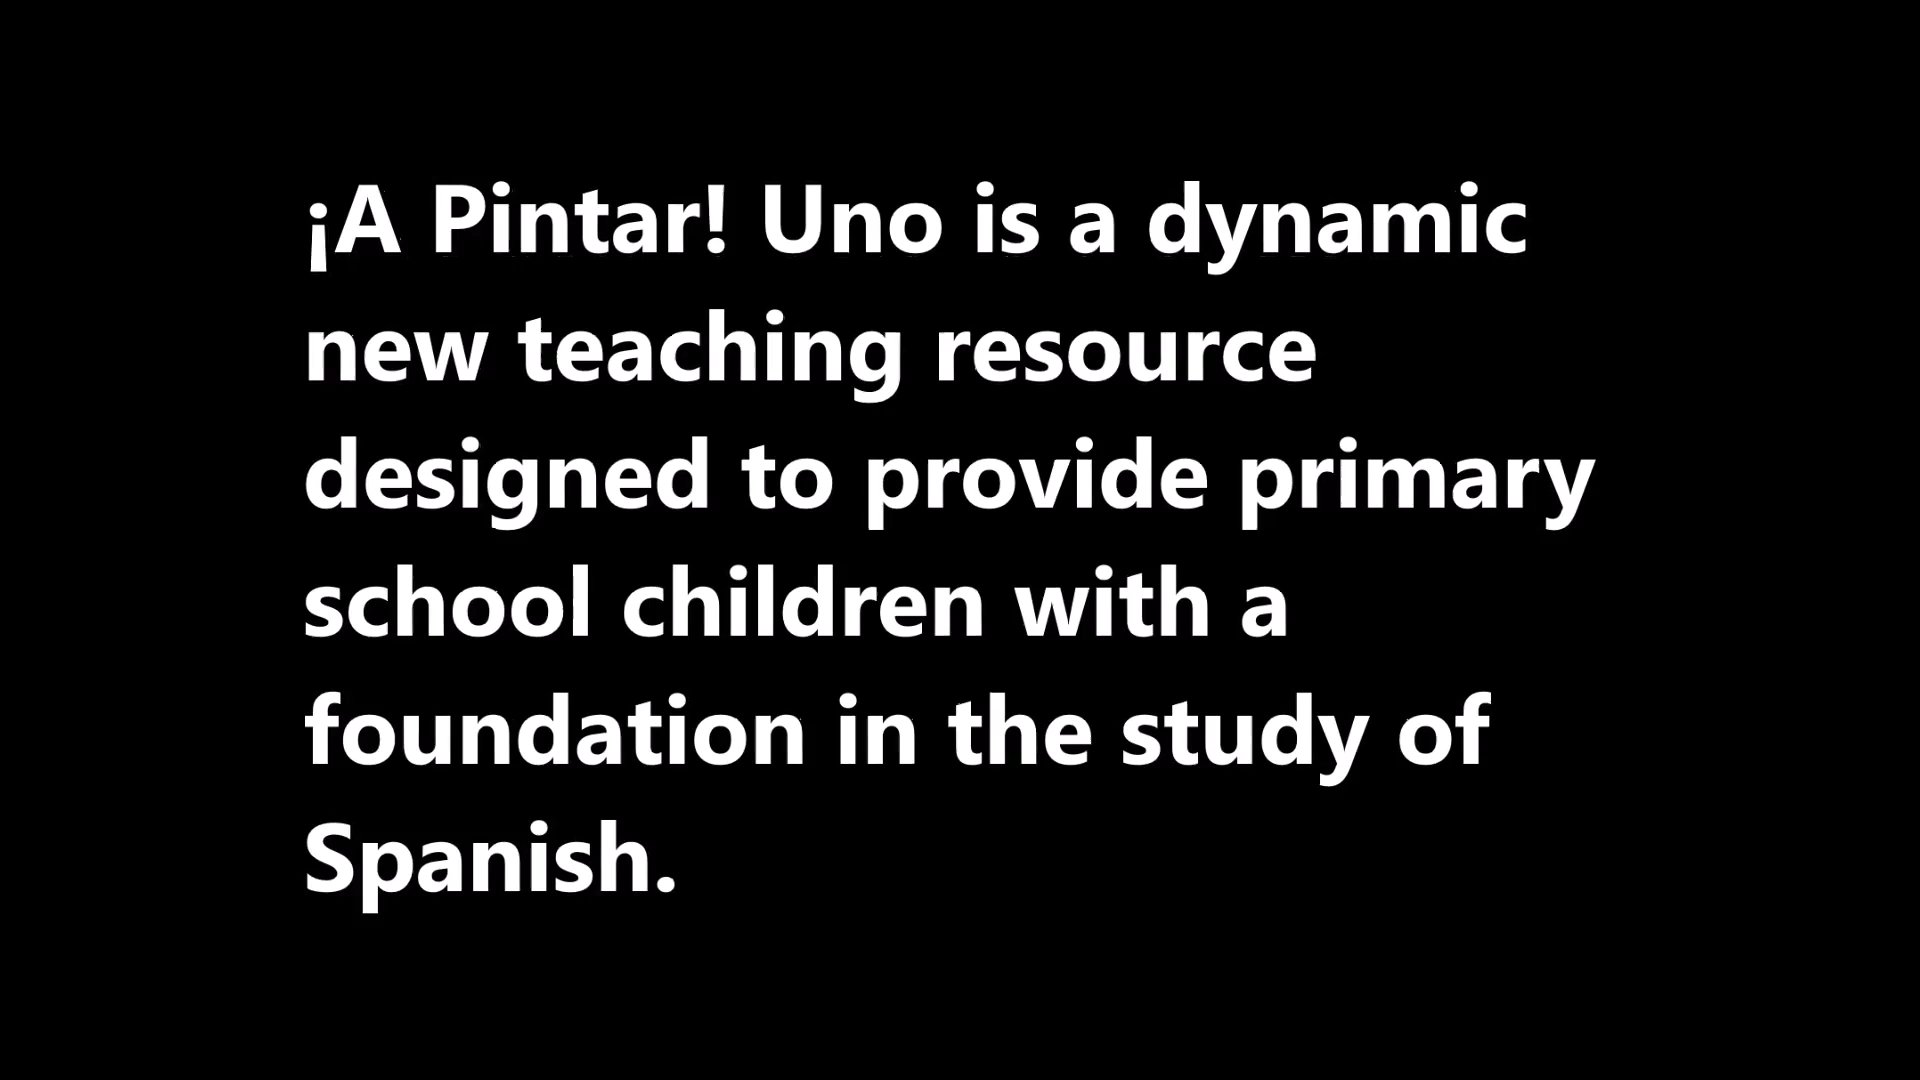 ¡A Pintar! Uno is a dynamic
new teaching resource
designed to provide primary
school children with a
foundation in the study of
Spanish.